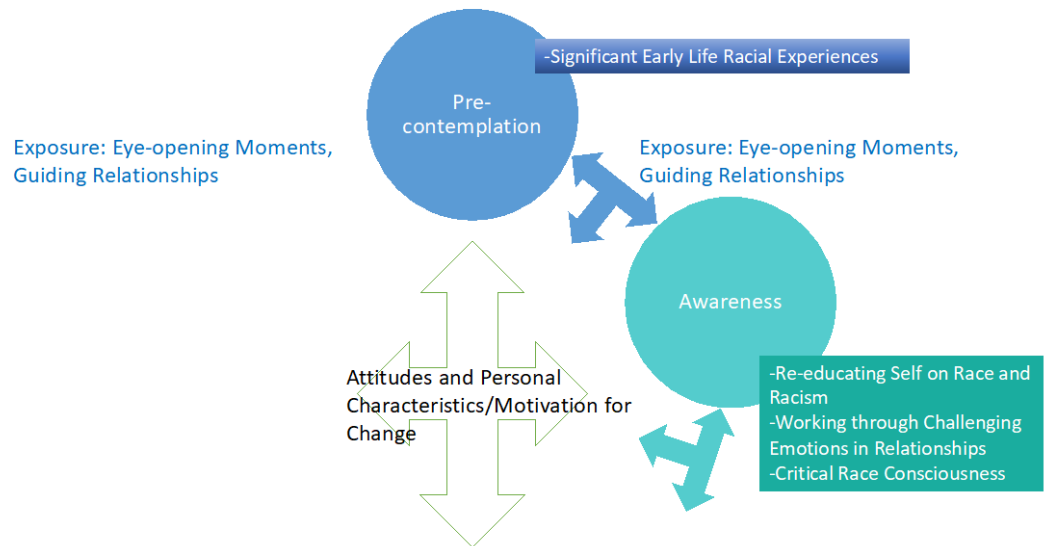 -Significant Early Life Racial Experiences
Pre-
contemplation
Exposure: Eye-opening Moments,
Guiding Relationships
Exposure: Eye-opening Moments,
Guiding Relationships
Awareness
Attitudes and Personal
Characteristics/Motivation for
Change
-Re-educating Self on Race and
Racism
-Working through Challenging
Emotions in Relationships
-Critical Race Consciousness